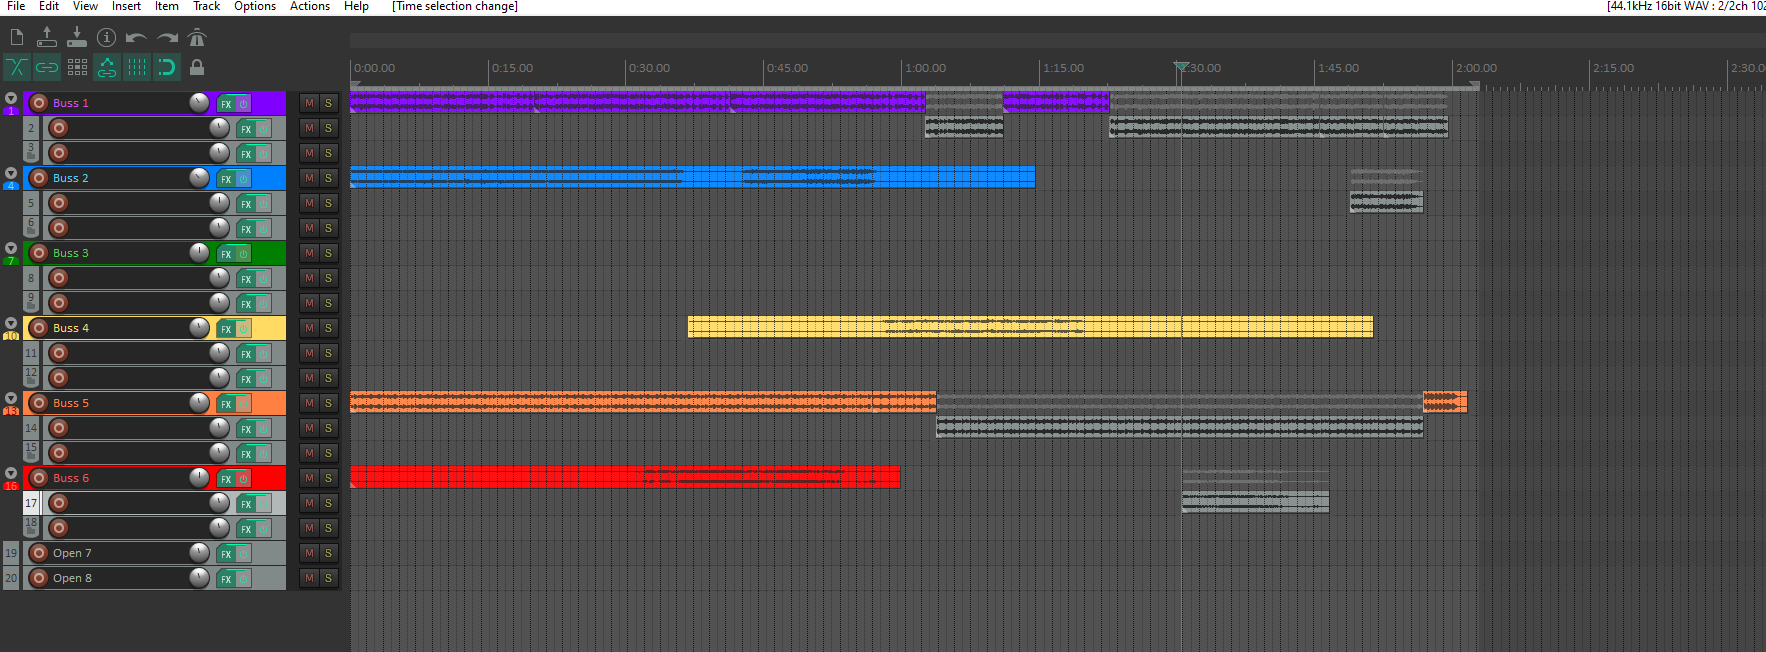 File Edit View Insert Item Track Options Actions Help [Time selection change] [44.1kHz 16bit WAV : 2/2ch 102
0:00.00 0:15.00 0:30.00 0:45.00 1:00.00 1:15.00 :30.00 1:45.00 2:00.00 2:15.00 2:30.0
1 Buss 1 FX M S
2 FX M S
3 FX M S
4 Buss 2 FX M S
5 FX M S
6 FX M S
7 Buss 3 FX M S
8 FX M S
9 FX M S
10 Buss 4 FX M S
11 FX M S
12 FX M S
13 Buss 5 FX M S
14 FX M S
15 FX M S
16 Buss 6 FX M S
17 FX M S
18 FX M S
19 Open 7 FX M S
20 Open 8 FX M S